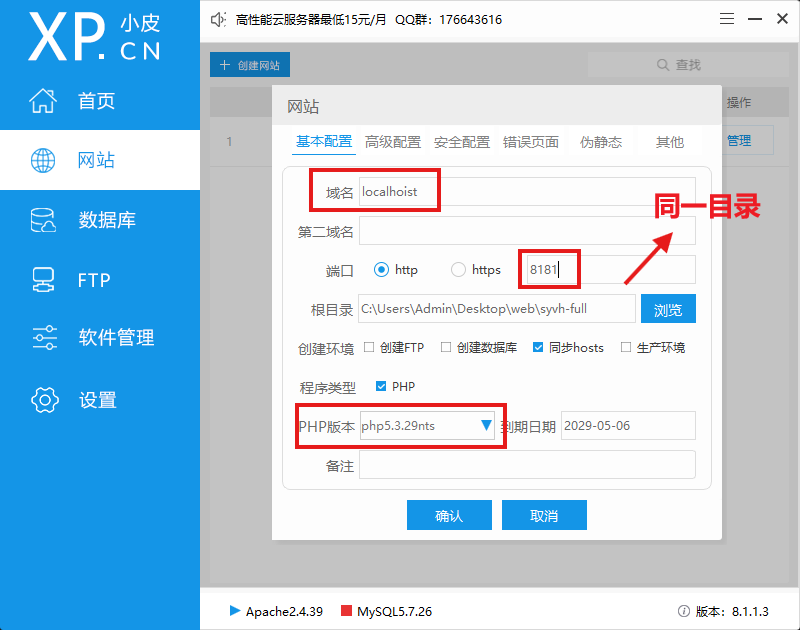 XP.CN 小皮
高性能云服务器最低15元/月 QQ群：176643616
首页
网站
数据库
FTP
软件管理
设置
创建网站
查找
操作
1
管理
网站
基本配置 高级配置 安全配置 错误页面 伪静态 其他
域名 localhoist
同一目录
第二域名
端口 http https 8181
根目录 C:\Users\Admin\Desktop\web\syvh-full 浏览
创建环境 创建FTP 创建数据库 同步hosts 生产环境
程序类型 PHP
PHP版本 php5.3.29nts 到期日期 2029-05-06
备注
确认 取消
Apache2.4.39 MySQL5.7.26 版本：8.1.1.3